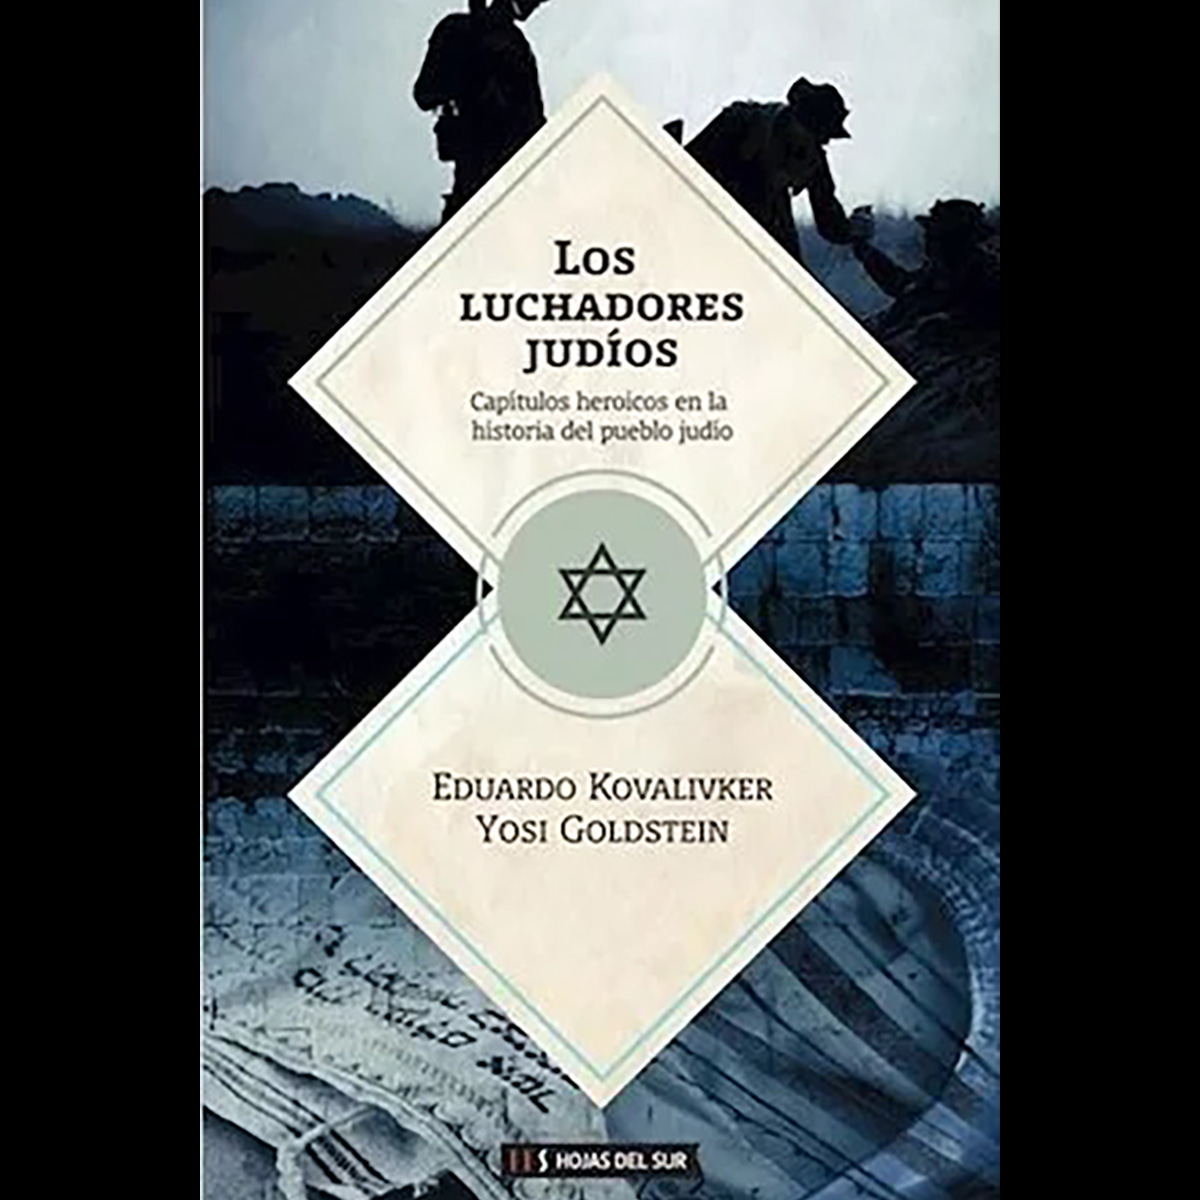 Los
LUCHADORES
JUDÍOS
Capítulos heroicos en la
historia del pueblo judío
EDUARDO KOVALIVKER
YOSI GOLDSTEIN
HOJAS DEL SUR